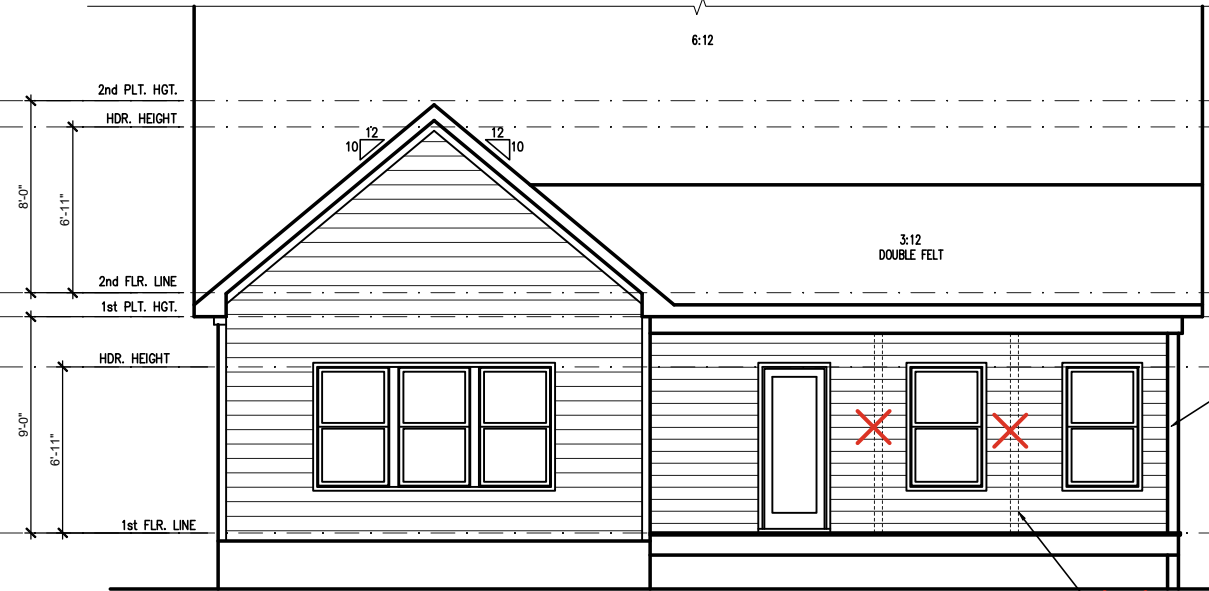 6:12
2nd PLT. HGT.
HDR. HEIGHT
12
10
12
10
8'-0"
6'-11"
3:12
DOUBLE FELT
2nd FLR. LINE
1st PLT. HGT.
HDR. HEIGHT
9'-0"
6'-11"
1st FLR. LINE